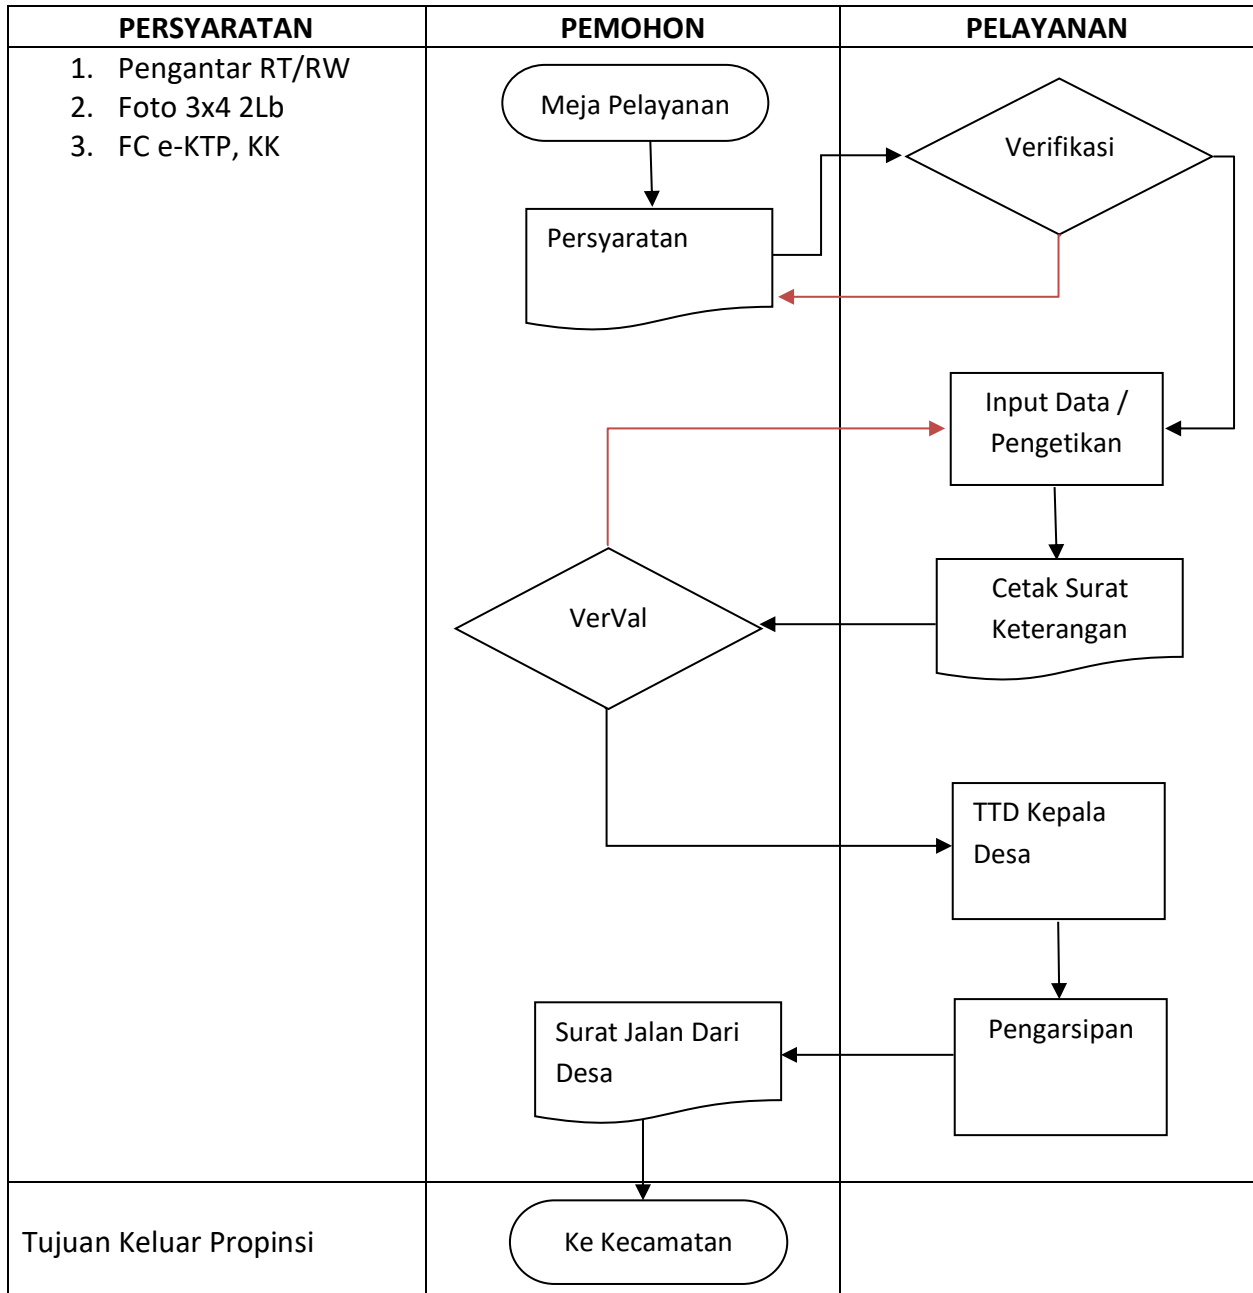 PERSYARATAN
PEMOHON
PELAYANAN
1. Pengantar RT/RW
2. Foto 3x4 2Lb
3. FC e-KTP, KK
Meja Pelayanan
Verifikasi
Persyaratan
Input Data /
Pengetikan
Cetak Surat
Keterangan
VerVal
TTD Kepala
Desa
Pengarsipan
Surat Jalan Dari
Desa
Tujuan Keluar Propinsi
Ke Kecamatan